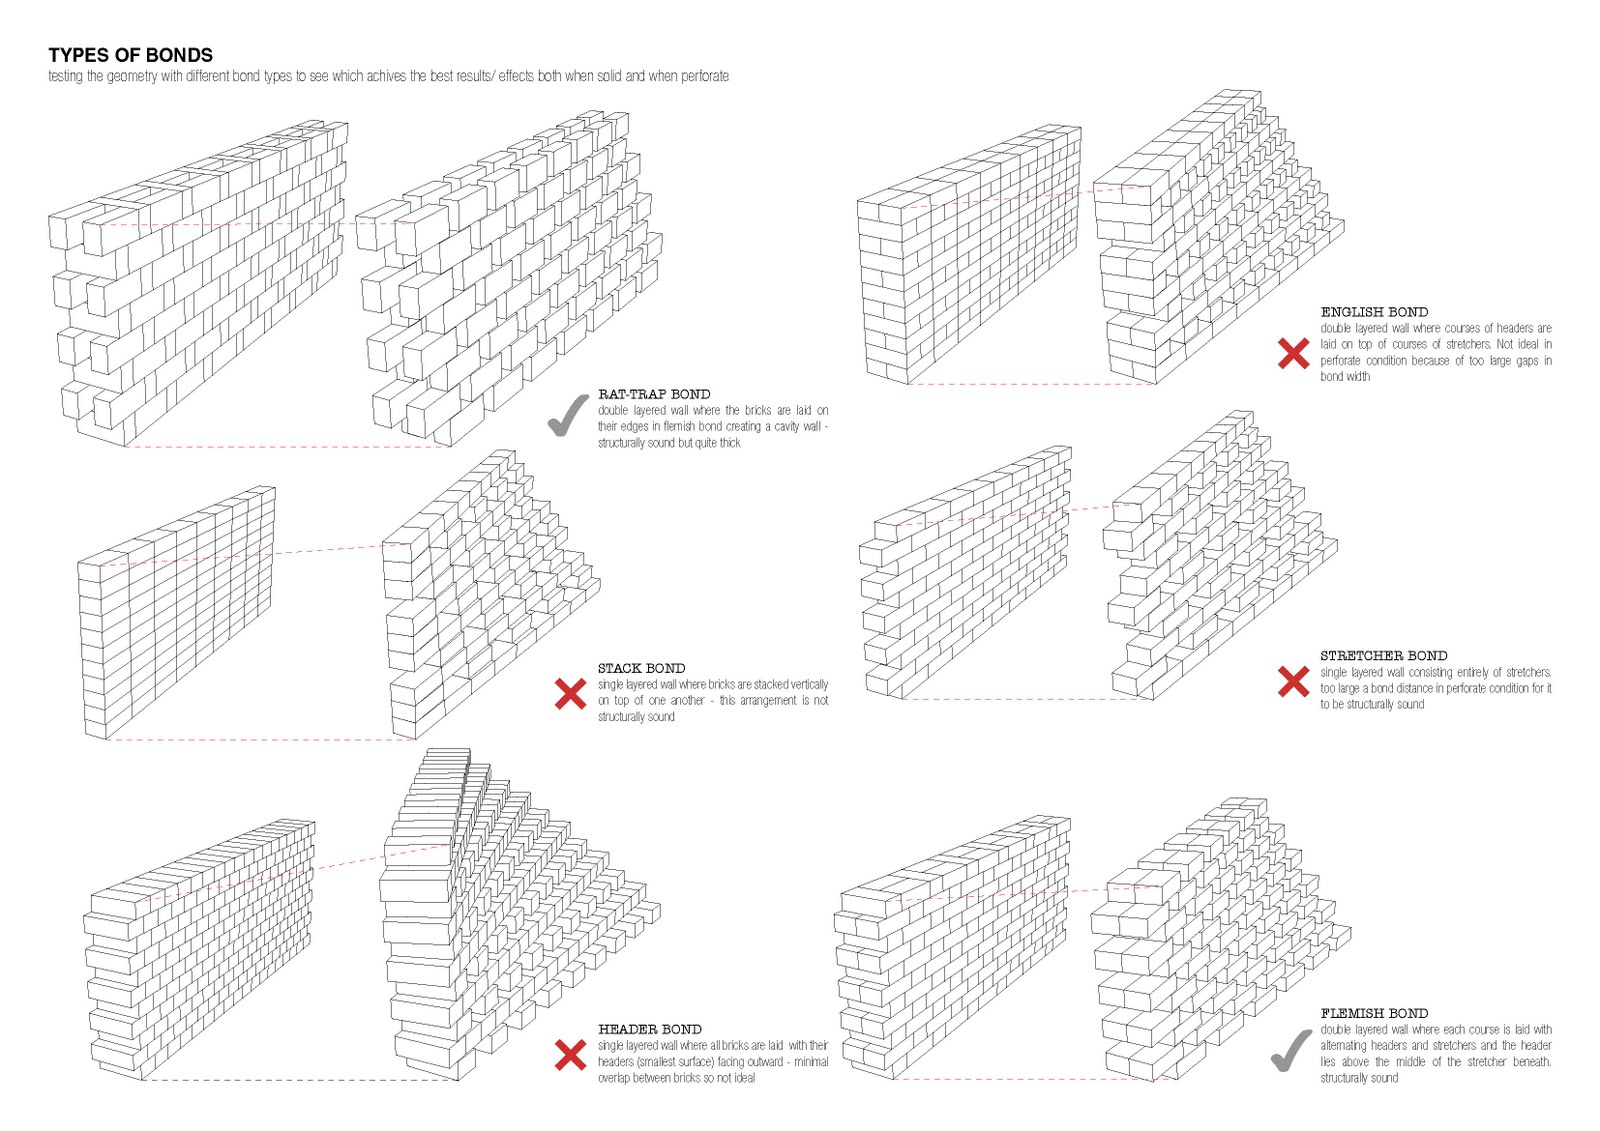 TYPES OF BONDS
testing the geometry with different bond types to see which achives the best results/ effects both when solid and when perforate
RAT-TRAP BOND
double layered wall where the bricks are laid on
their edges in flemish bond creating a cavity wall -
structurally sound but quite thick
STACK BOND
single layered wall where bricks are stacked vertically
on top of one another - this arrangement is not
structurally sound
HEADER BOND
single layered wall where all bricks are laid with their
headers (smallest surface) facing outward - minimal
overlap between bricks so not ideal
ENGLISH BOND
double layered wall where courses of headers are
laid on top of courses of stretchers. Not ideal in
perforate condition because of too large gaps in
bond width
STRETCHER BOND
single layered wall consisting entirely of stretchers.
too large a bond distance in perforate condition for it
to be structurally sound
FLEMISH BOND
double layered wall where each course is laid with
alternating headers and stretchers and the header
lies above the middle of the stretcher beneath.
structurally sound